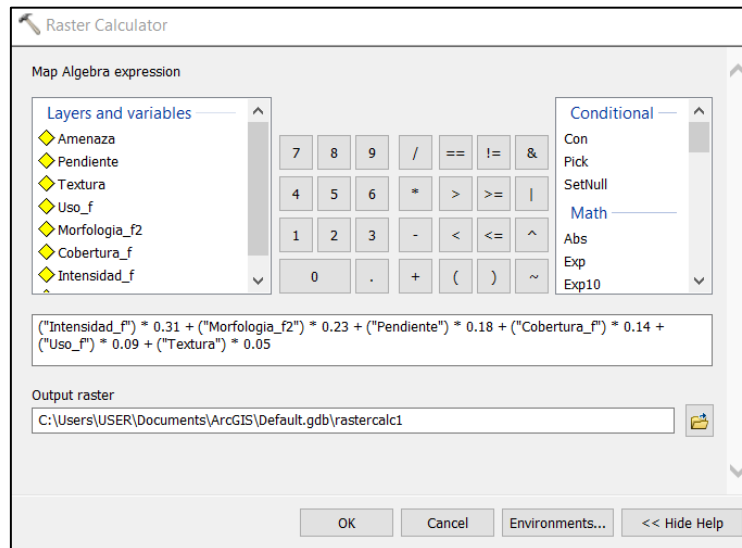 Raster Calculator
Map Algebra expression
Layers and variables
Amenaza
Pendiente
Textura
Uso_f
Morfologia_f2
Cobertura_f
Intensidad_f
7 8 9 / == != &
4 5 6 * > >= |
1 2 3 - < <= ^
0 . + ( ) ~
Conditional
Con
Pick
SetNull
Math
Abs
Exp
Exp10
("Intensidad_f") * 0.31 + ("Morfologia_f2") * 0.23 + ("Pendiente") * 0.18 + ("Cobertura_f") * 0.14 +
("Uso_f") * 0.09 + ("Textura") * 0.05
Output raster
C:\Users\USER\Documents\ArcGIS\Default.gdb\rastercalc1
OK Cancel Environments... << Hide Help